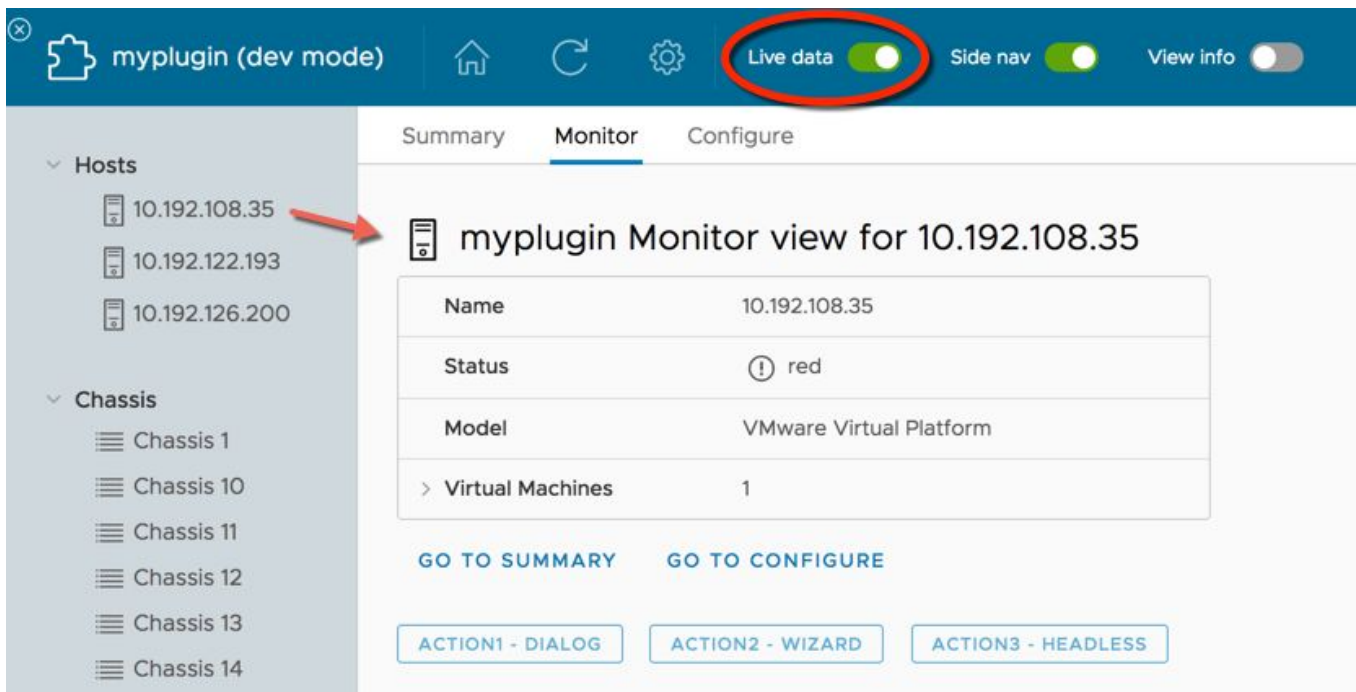 myplugin (dev mode)
Live data
Side nav
View info
Hosts
10.192.108.35
10.192.122.193
10.192.126.200
Chassis
Chassis 1
Chassis 10
Chassis 11
Chassis 12
Chassis 13
Chassis 14
Summary Monitor Configure
myplugin Monitor view for 10.192.108.35
Name 10.192.108.35
Status red
Model VMware Virtual Platform
Virtual Machines 1
GO TO SUMMARY GO TO CONFIGURE
ACTION1 - DIALOG ACTION2 - WIZARD ACTION3 - HEADLESS